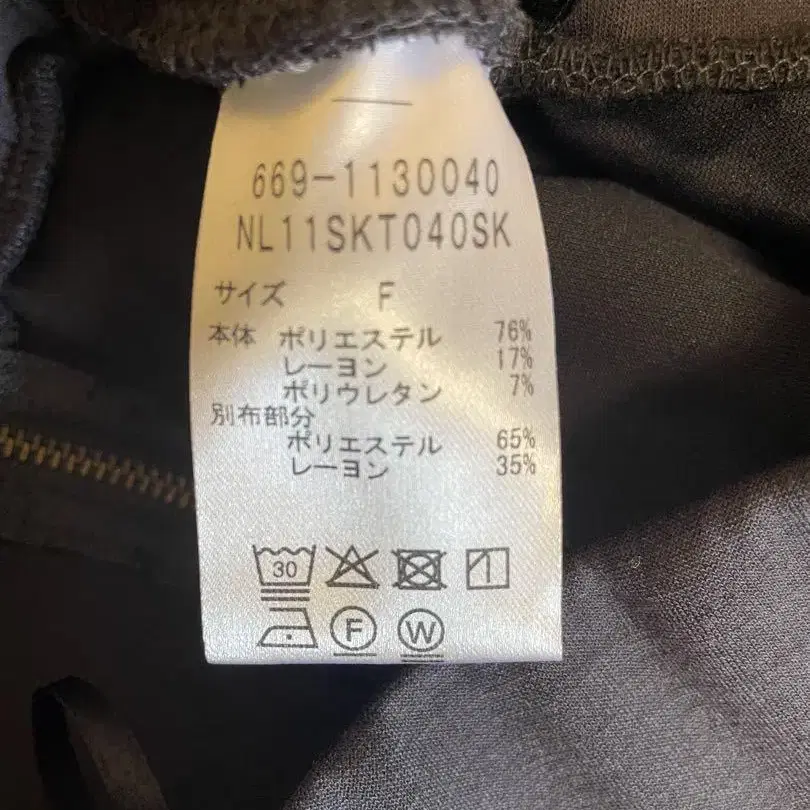 669-1130040
NL11SKT040SK
サイズ F
本体 ポリエステル 76%
レーヨン 17%
ポリウレタン 7%
別布部分
ポリエステル 65%
レーヨン 35%
30
F W